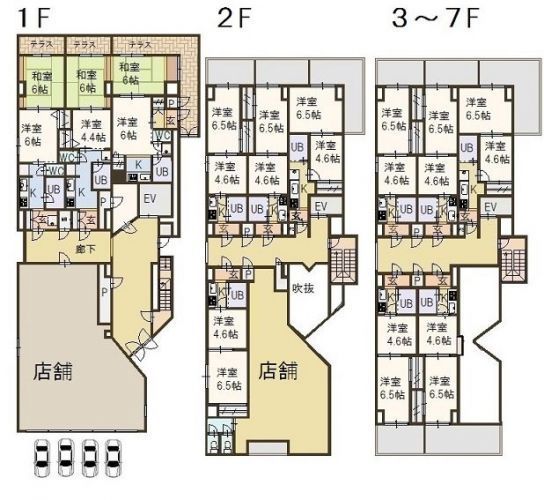 1F
テラス テラス テラス
和室 6帖
和室 6帖
和室 6帖
P
洋室 6帖
洋室 4.4帖
洋室 6帖
玄
WC
WC
WC
K
UB
K
UB
K
UB
P
EV
玄
玄
廊下
P
店舗
2F
洋室 6.5帖
洋室 6.5帖
洋室 6.5帖
UB
洋室 4.6帖
洋室 4.6帖
洋室 4.6帖
K
K
UB
UB
K
P
EV
玄
玄
玄
P
玄
P
吹抜
K
UB
洋室 4.6帖
洋室 6.5帖
店舗
3～7F
洋室 6.5帖
洋室 6.5帖
洋室 6.5帖
UB
洋室 4.6帖
洋室 4.6帖
洋室 4.6帖
K
K
UB
UB
K
P
EV
玄
玄
玄
P
玄
P
玄
UB
UB
K
洋室 4.6帖
洋室 4.6帖
洋室 6.5帖
洋室 6.5帖